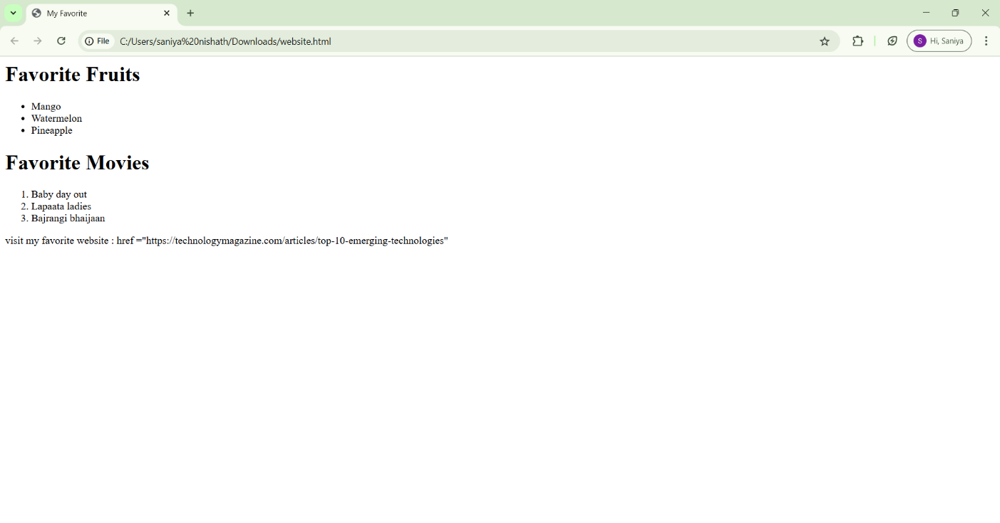 My Favorite
File C:/Users/saniya%20nishath/Downloads/website.html
S Hi, Saniya
Favorite Fruits
• Mango
• Watermelon
• Pineapple
Favorite Movies
1. Baby day out
2. Lapaata ladies
3. Bajrangi bhaijaan
visit my favorite website : href ="https://technologymagazine.com/articles/top-10-emerging-technologies"